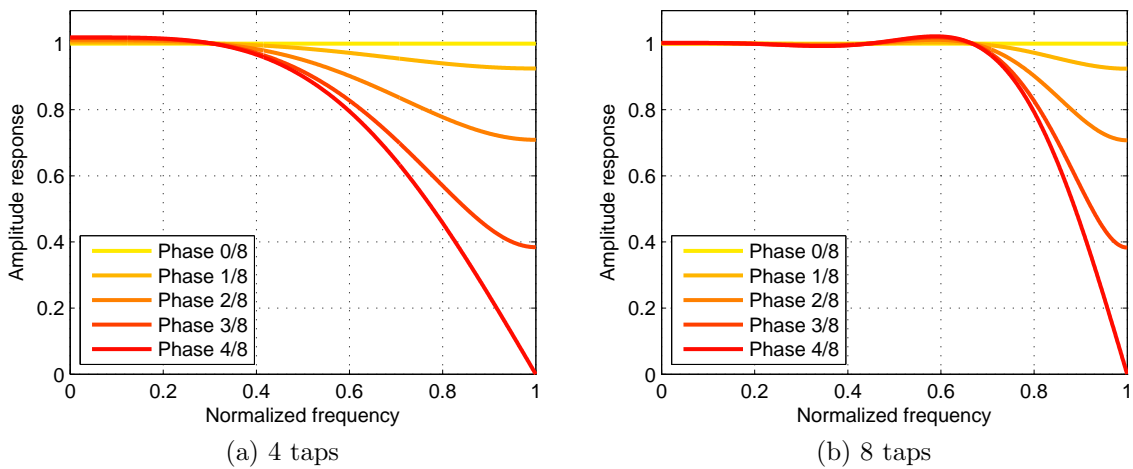 1
0.8
0.6
0.4
0.2
0
Amplitude response
Phase 0/8
Phase 1/8
Phase 2/8
Phase 3/8
Phase 4/8
0 0.2 0.4 0.6 0.8 1
Normalized frequency
(a) 4 taps
1
0.8
0.6
0.4
0.2
0
Amplitude response
Phase 0/8
Phase 1/8
Phase 2/8
Phase 3/8
Phase 4/8
0 0.2 0.4 0.6 0.8 1
Normalized frequency
(b) 8 taps